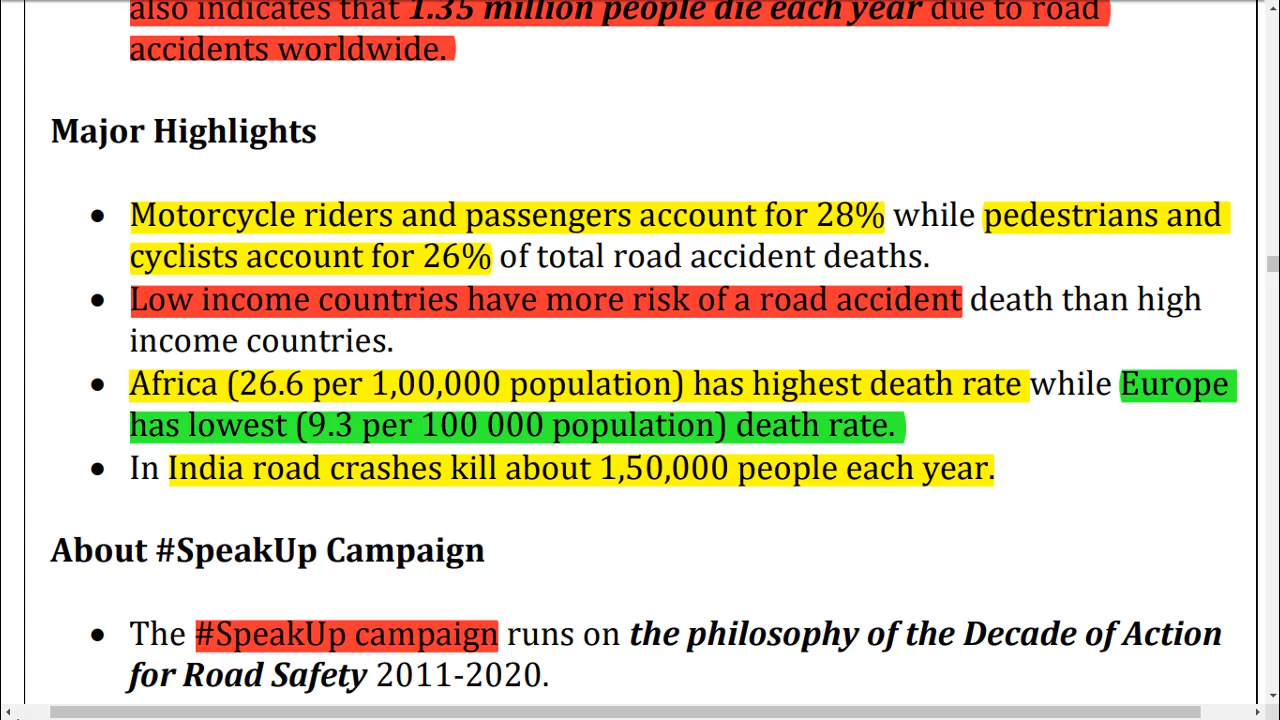 also indicates that 1.35 million people die each year due to road
accidents worldwide.
Major Highlights
• Motorcycle riders and passengers account for 28% while pedestrians and
cyclists account for 26% of total road accident deaths.
• Low income countries have more risk of a road accident death than high
income countries.
• Africa (26.6 per 1,00,000 population) has highest death rate while Europe
has lowest (9.3 per 100 000 population) death rate.
• In India road crashes kill about 1,50,000 people each year.
About #SpeakUp Campaign
• The #SpeakUp campaign runs on the philosophy of the Decade of Action
for Road Safety 2011-2020.